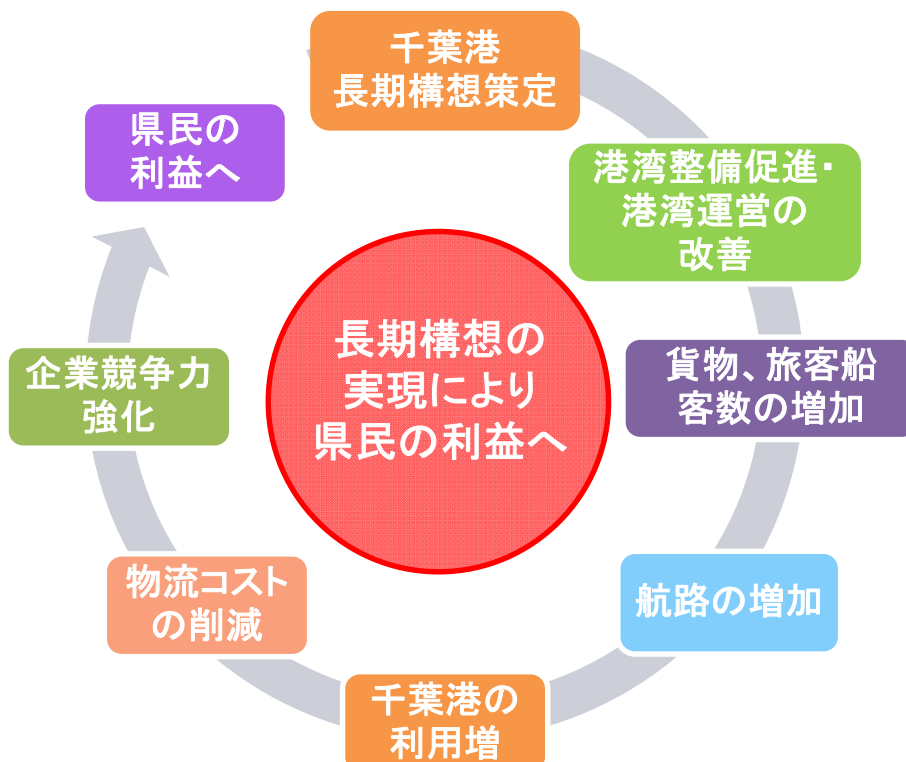 千葉港
長期構想策定
港湾整備促進・
港湾運営の
改善
貨物、旅客船
客数の増加
航路の増加
千葉港の
利用増
物流コスト
の削減
企業競争力
強化
県民の
利益へ
長期構想の
実現により
県民の利益へ